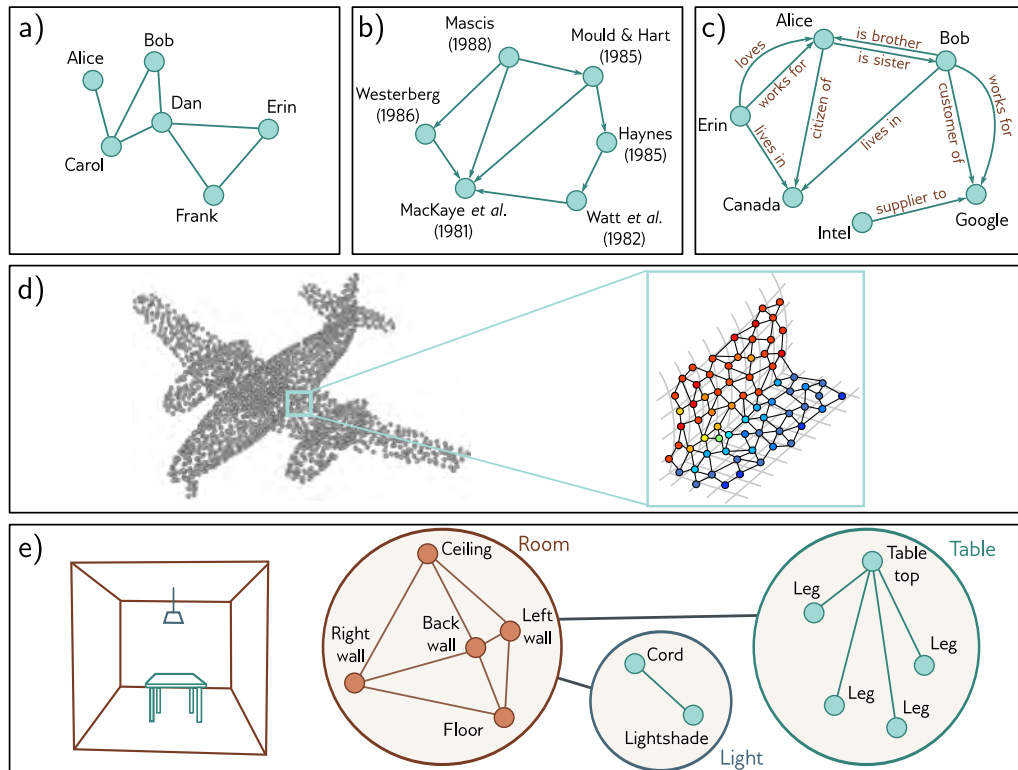 a)
Alice
Bob
Dan
Erin
Carol
Frank
b)
Mascis
(1988)
Mould & Hart
(1985)
Westerberg
(1986)
Haynes
(1985)
MacKaye et al.
(1981)
Watt et al.
(1982)
c)
Alice
Bob
loves
is brother
is sister
works for
works for
Erin
citizen of
customer of
lives in
lives in
Canada
supplier to
Intel
Google
d)
e)
Room
Ceiling
Right
wall
Back
wall
Left
wall
Floor
Cord
Lightshade
Light
Table
Table
top
Leg
Leg
Leg
Leg